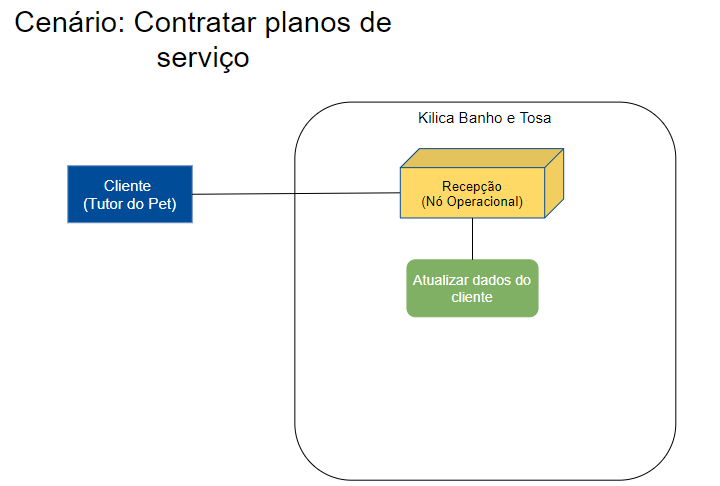 Cenário: Contratar planos de
serviço
Kilica Banho e Tosa
Cliente
(Tutor do Pet)
Recepção
(Nó Operacional)
Atualizar dados do
cliente